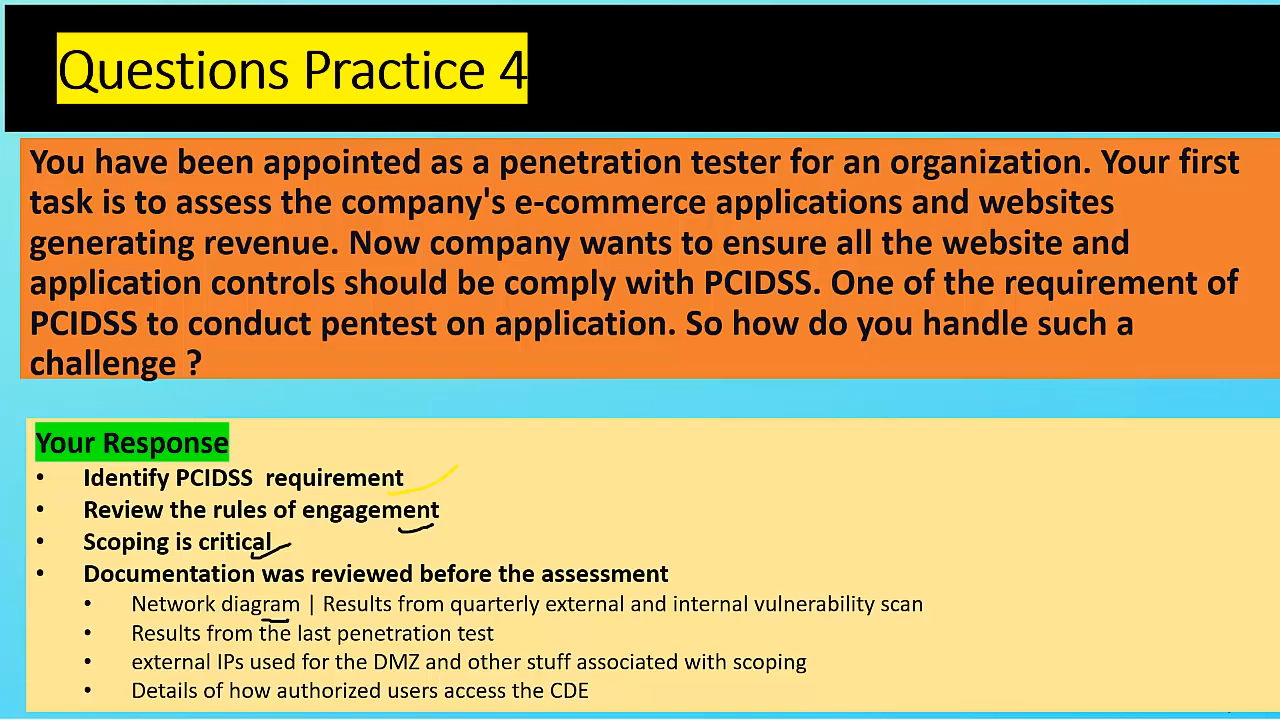 Questions Practice 4
You have been appointed as a penetration tester for an organization. Your first
task is to assess the company's e-commerce applications and websites
generating revenue. Now company wants to ensure all the website and
application controls should be comply with PCIDSS. One of the requirement of
PCIDSS to conduct pentest on application. So how do you handle such a
challenge ?
Your Response
• Identify PCIDSS requirement
• Review the rules of engagement
• Scoping is critical
• Documentation was reviewed before the assessment
• Network diagram | Results from quarterly external and internal vulnerability scan
• Results from the last penetration test
• external IPs used for the DMZ and other stuff associated with scoping
• Details of how authorized users access the CDE